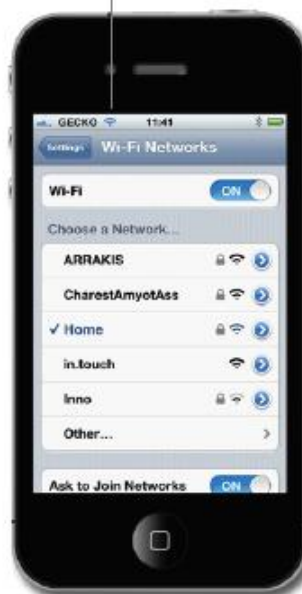 GECKO 11:41
Settings Wi-Fi Networks
Wi-Fi ON
Choose a Network...
ARRAKIS
CharestAmyotAss
✓ Home
in.touch
Inno
Other...
Ask to Join Networks ON